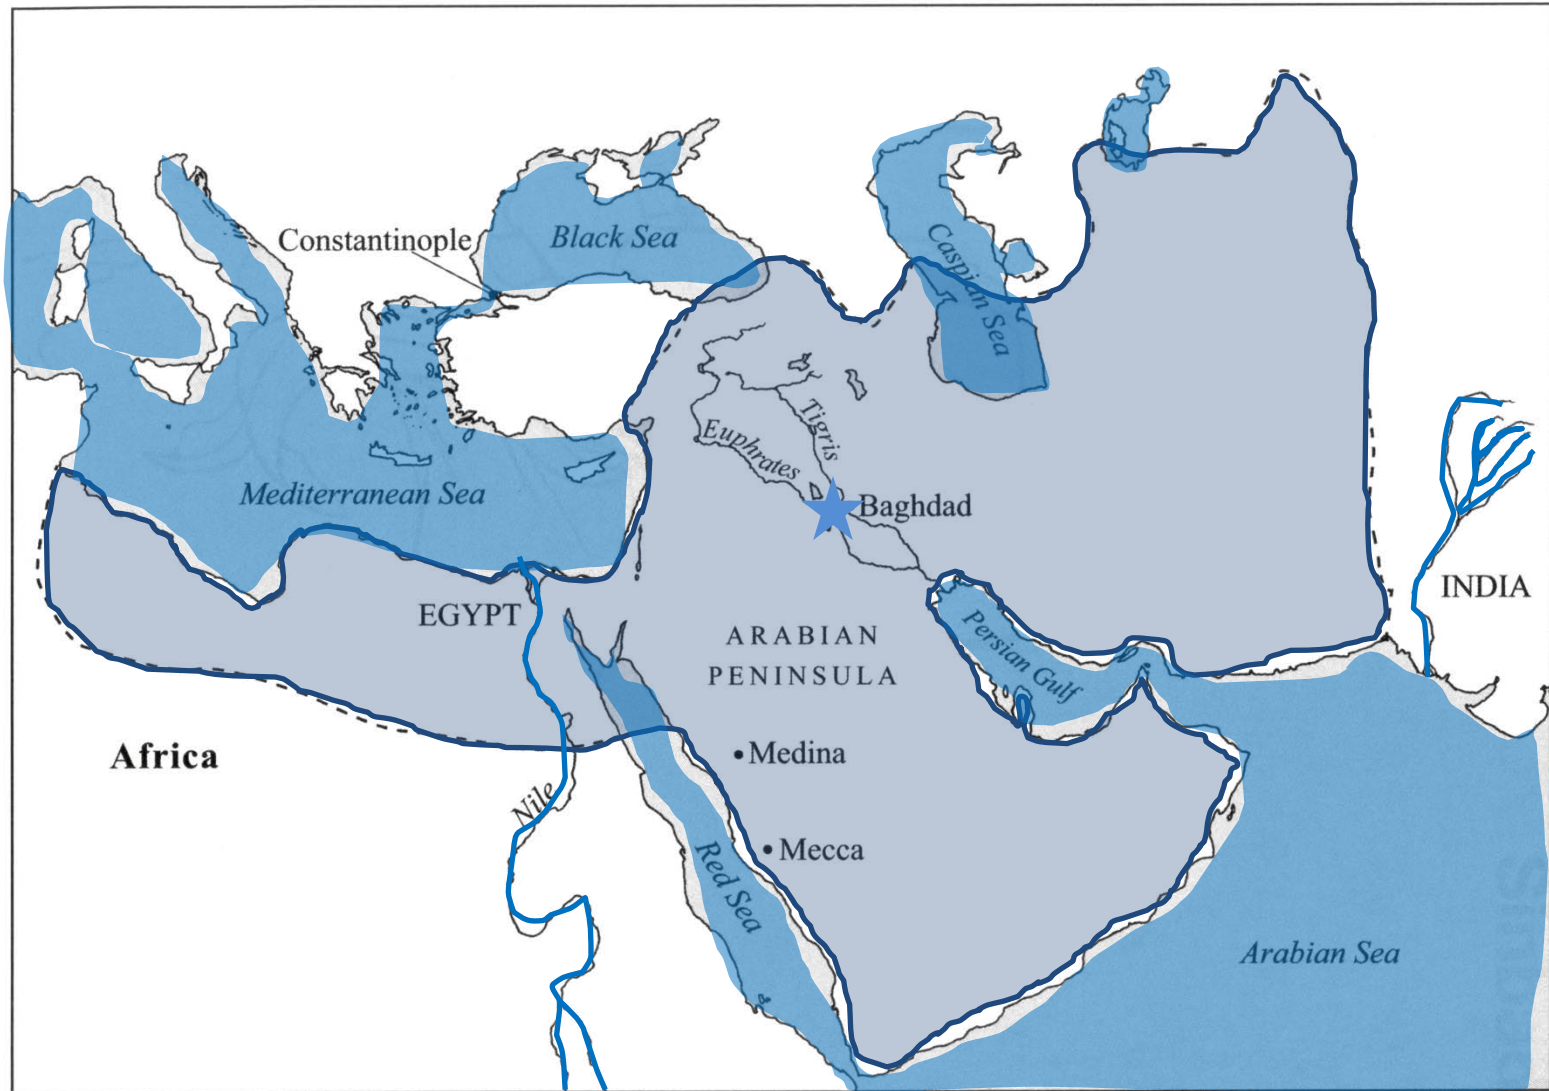 Constantinople
Black Sea
Caspian Sea
Tigris
Euphrates
Mediterranean Sea
Baghdad
INDIA
EGYPT
ARABIAN
PENINSULA
Persian Gulf
Africa
Medina
Nile
Mecca
Red Sea
Arabian Sea